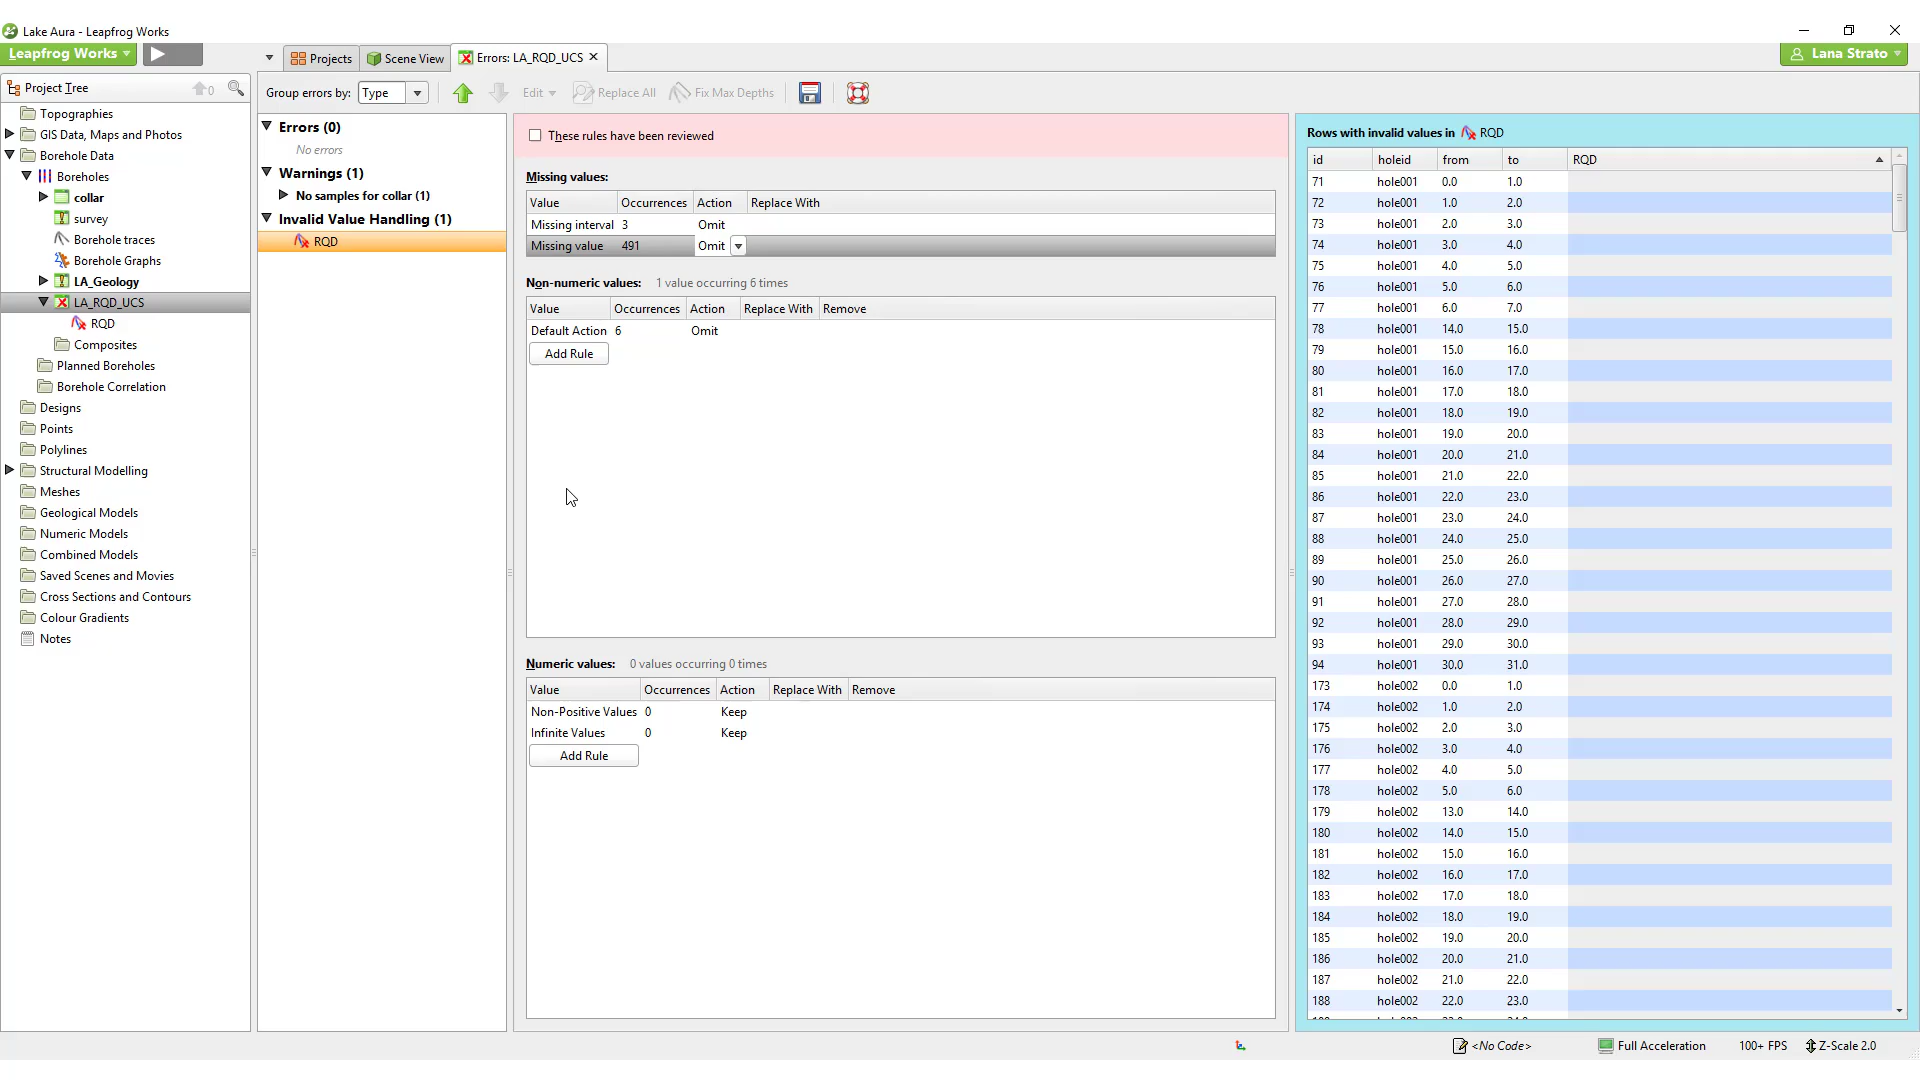 Lake Aura - Leapfrog Works
Leapfrog Works
Projects
Scene View
Errors: LA_RQD_UCS
Lana Strato
Project Tree
0
Group errors by:
Type
Edit
Replace All
Fix Max Depths
Topographies
GIS Data, Maps and Photos
Borehole Data
Boreholes
collar
survey
Borehole traces
Borehole Graphs
LA_Geology
LA_RQD_UCS
RQD
Composites
Planned Boreholes
Borehole Correlation
Designs
Points
Polylines
Structural Modelling
Meshes
Geological Models
Numeric Models
Combined Models
Saved Scenes and Movies
Cross Sections and Contours
Colour Gradients
Notes
Errors (0)
No errors
Warnings (1)
No samples for collar (1)
Invalid Value Handling (1)
RQD
These rules have been reviewed
Missing values:
Value Occurrences Action Replace With
Missing interval 3 Omit
Missing value 491 Omit
Non-numeric values: 1 value occurring 6 times
Value Occurrences Action Replace With Remove
Default Action 6 Omit
Add Rule
Numeric values: 0 values occurring 0 times
Value Occurrences Action Replace With Remove
Non-Positive Values 0 Keep
Infinite Values 0 Keep
Add Rule
Rows with invalid values in RQD
id holeid from to RQD
71 hole001 0.0 1.0
72 hole001 1.0 2.0
73 hole001 2.0 3.0
74 hole001 3.0 4.0
75 hole001 4.0 5.0
76 hole001 5.0 6.0
77 hole001 6.0 7.0
78 hole001 14.0 15.0
79 hole001 15.0 16.0
80 hole001 16.0 17.0
81 hole001 17.0 18.0
82 hole001 18.0 19.0
83 hole001 19.0 20.0
84 hole001 20.0 21.0
85 hole001 21.0 22.0
86 hole001 22.0 23.0
87 hole001 23.0 24.0
88 hole001 24.0 25.0
89 hole001 25.0 26.0
90 hole001 26.0 27.0
91 hole001 27.0 28.0
92 hole001 28.0 29.0
93 hole001 29.0 30.0
94 hole001 30.0 31.0
173 hole002 0.0 1.0
174 hole002 1.0 2.0
175 hole002 2.0 3.0
176 hole002 3.0 4.0
177 hole002 4.0 5.0
178 hole002 5.0 6.0
179 hole002 13.0 14.0
180 hole002 14.0 15.0
181 hole002 15.0 16.0
182 hole002 16.0 17.0
183 hole002 17.0 18.0
184 hole002 18.0 19.0
185 hole002 19.0 20.0
186 hole002 20.0 21.0
187 hole002 21.0 22.0
188 hole002 22.0 23.0
<No Code>
Full Acceleration
100+ FPS
Z-Scale 2.0